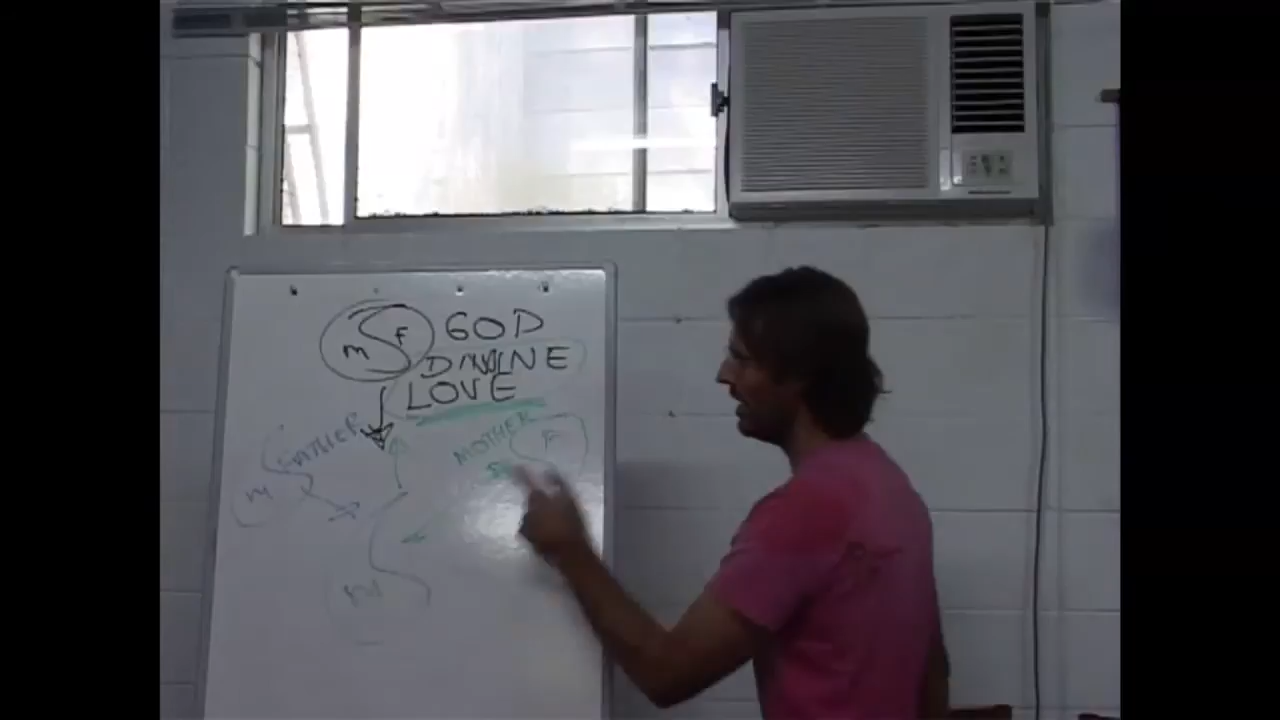 m F GOD
DIVINE
LOVE
FATHER
MOTHER
m F